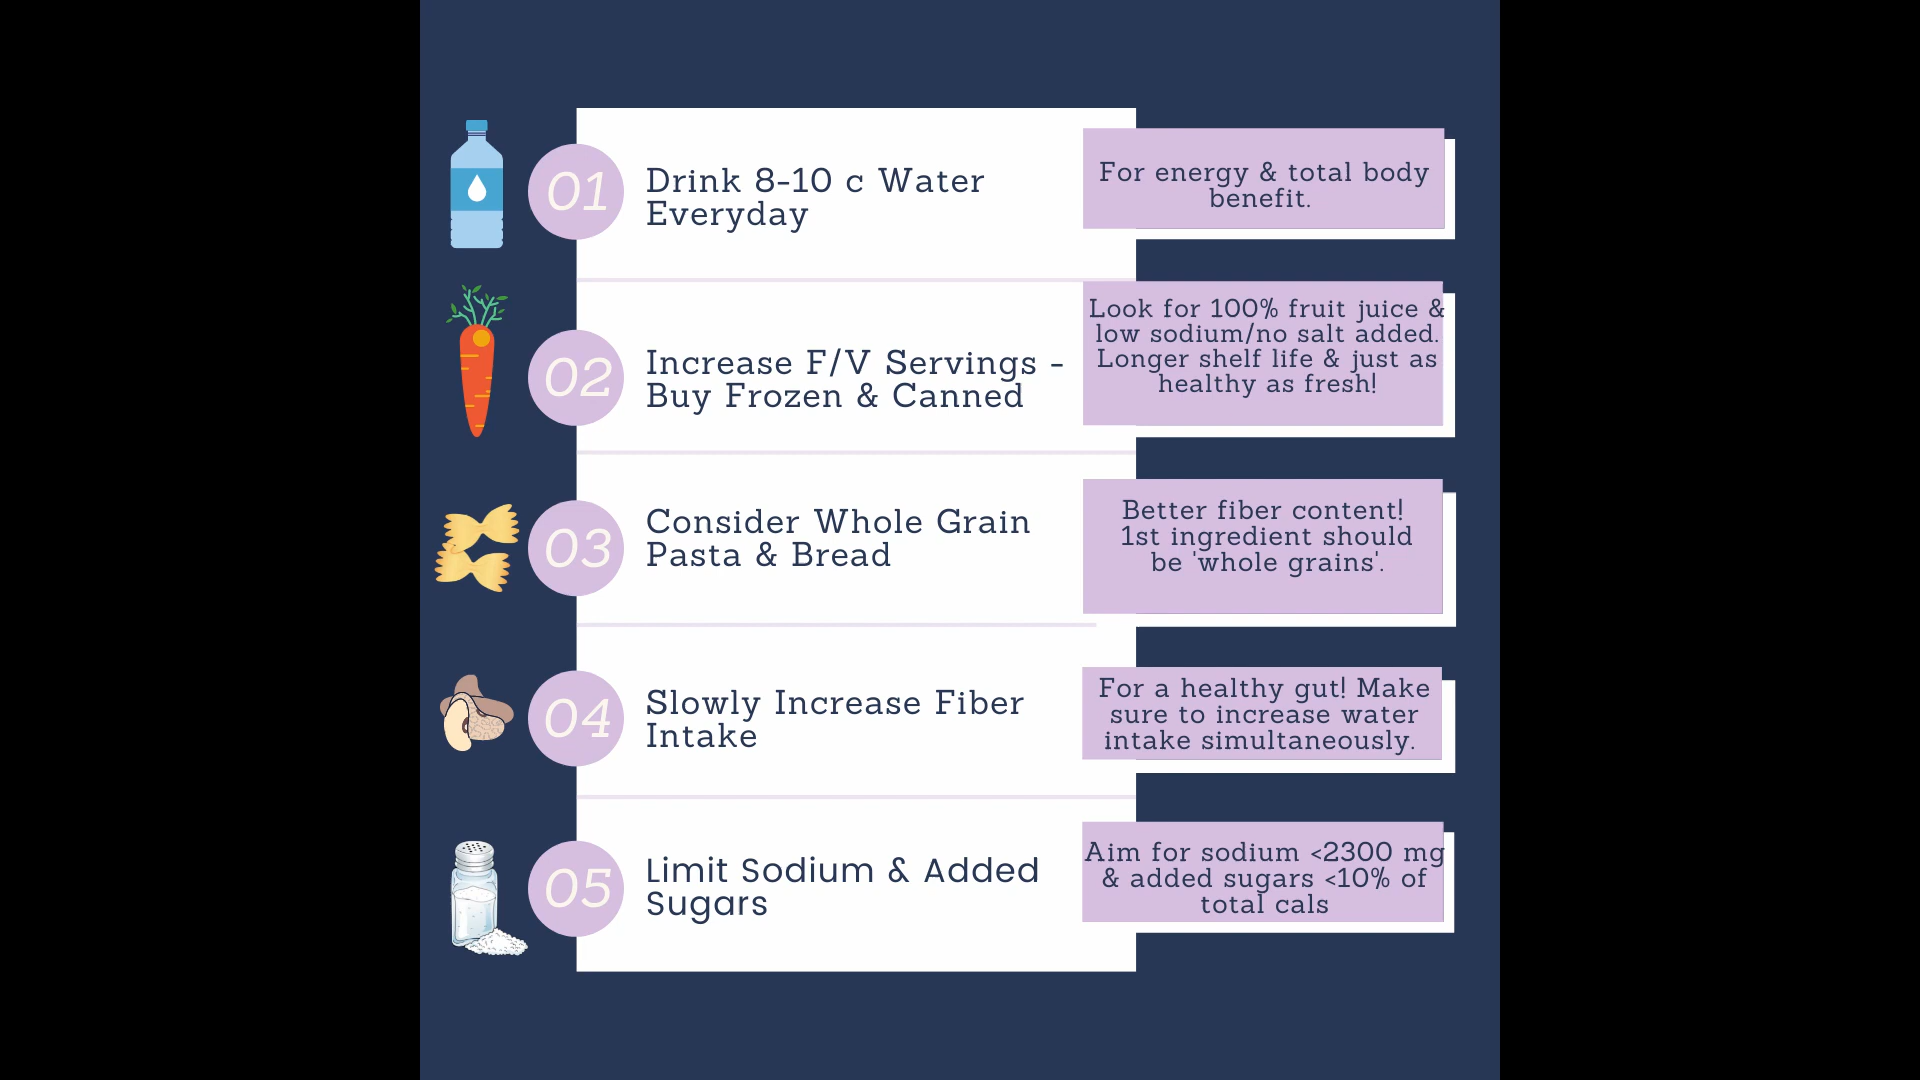 01
Drink 8-10 c Water
Everyday
For energy & total body
benefit.
02
Increase F/V Servings -
Buy Frozen & Canned
Look for 100% fruit juice &
low sodium/no salt added.
Longer shelf life & just as
healthy as fresh!
03
Consider Whole Grain
Pasta & Bread
Better fiber content!
1st ingredient should
be 'whole grains'.
04
Slowly Increase Fiber
Intake
For a healthy gut! Make
sure to increase water
intake simultaneously.
05
Limit Sodium & Added
Sugars
Aim for sodium <2300 mg
& added sugars <10% of
total cals